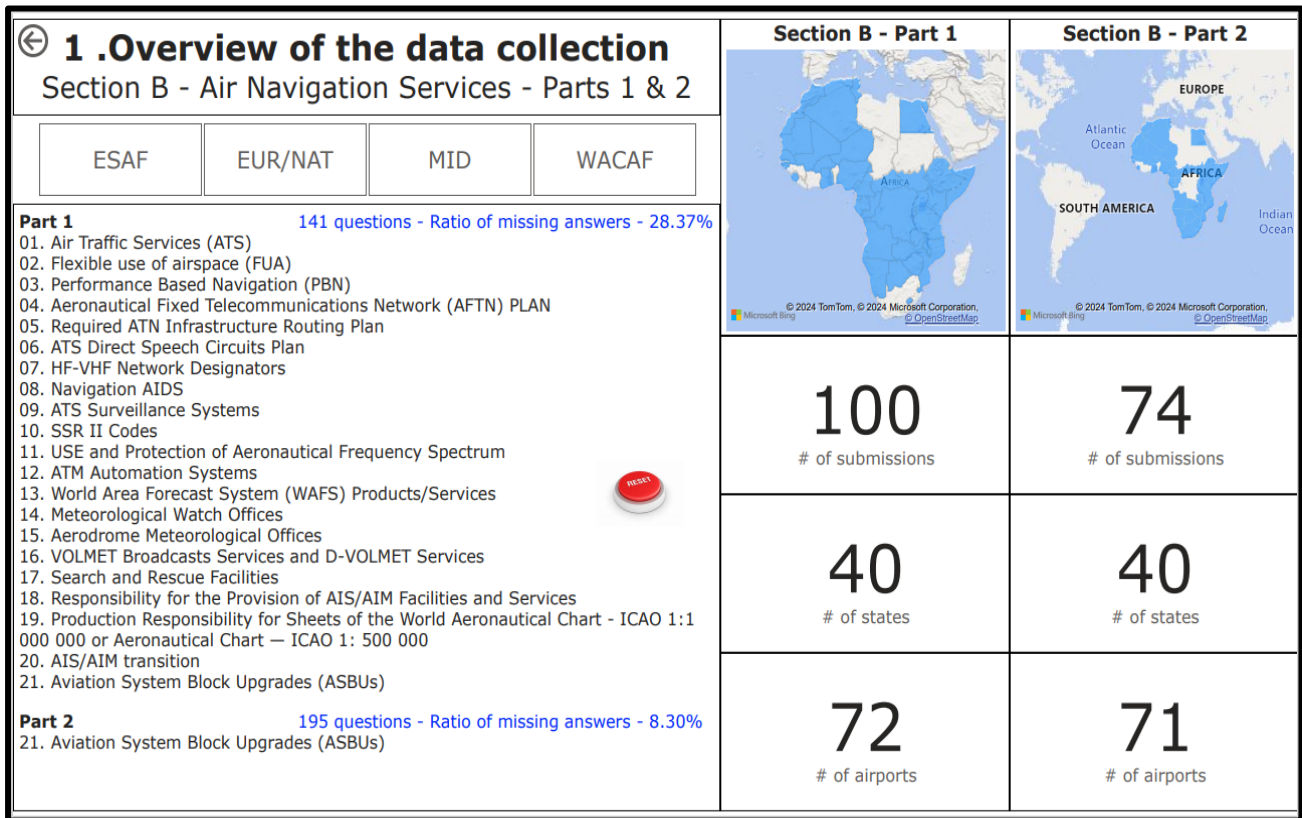 1 .Overview of the data collection
Section B - Air Navigation Services - Parts 1 & 2
ESAF
EUR/NAT
MID
WACAF
Part 1 141 questions - Ratio of missing answers - 28.37%
01. Air Traffic Services (ATS)
02. Flexible use of airspace (FUA)
03. Performance Based Navigation (PBN)
04. Aeronautical Fixed Telecommunications Network (AFTN) PLAN
05. Required ATN Infrastructure Routing Plan
06. ATS Direct Speech Circuits Plan
07. HF-VHF Network Designators
08. Navigation AIDS
09. ATS Surveillance Systems
10. SSR II Codes
11. USE and Protection of Aeronautical Frequency Spectrum
12. ATM Automation Systems
13. World Area Forecast System (WAFS) Products/Services
14. Meteorological Watch Offices
15. Aerodrome Meteorological Offices
16. VOLMET Broadcasts Services and D-VOLMET Services
17. Search and Rescue Facilities
18. Responsibility for the Provision of AIS/AIM Facilities and Services
19. Production Responsibility for Sheets of the World Aeronautical Chart - ICAO 1:1
000 000 or Aeronautical Chart — ICAO 1: 500 000
20. AIS/AIM transition
21. Aviation System Block Upgrades (ASBUs)
RESET
Part 2 195 questions - Ratio of missing answers - 8.30%
21. Aviation System Block Upgrades (ASBUs)
Section B - Part 1
AFRICA
© 2024 TomTom, © 2024 Microsoft Corporation,
Microsoft Bing © OpenStreetMap
100
# of submissions
40
# of states
72
# of airports
Section B - Part 2
EUROPE
Atlantic
Ocean
AFRICA
SOUTH AMERICA
Indian
Ocean
© 2024 TomTom, © 2024 Microsoft Corporation,
Microsoft Bing © OpenStreetMap
74
# of submissions
40
# of states
71
# of airports